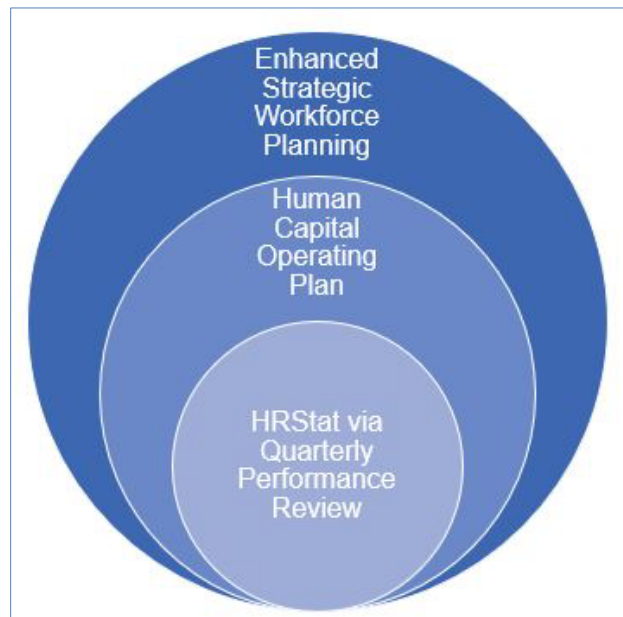 Enhanced
Strategic
Workforce
Planning
Human
Capital
Operating
Plan
HRStat via
Quarterly
Performance
Review